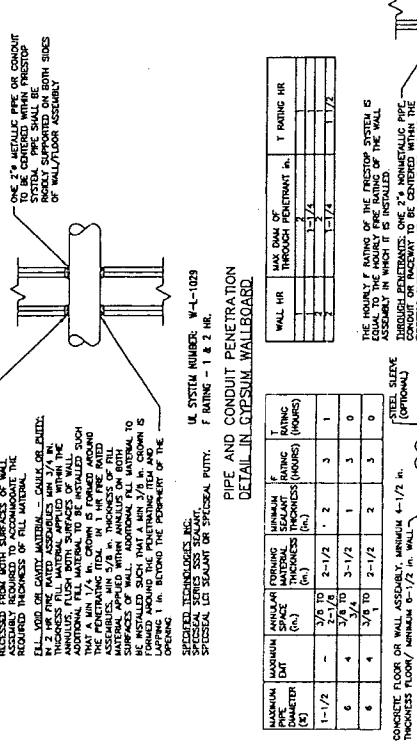 RECESSED FROM BOTH SURFACES OF WALL
ASSEMBLY REQUIRED TO ACCOMMODATE THE
REQUIRED THICKNESS OF FILL MATERIAL.
FILL, VOID OR CAVITY MATERIAL - CAULK OR PUTTY:
IN 2 HR FIRE RATED ASSEMBLIES MIN 3/4 IN.
THICKNESS FILL MATERIAL APPLIED WITHIN THE
ANNULUS, FLUSH BOTH SURFACES OF WALL.
ADDITIONAL FILL MATERIAL TO BE INSTALLED SUCH
THAT A MIN 1/4 in. CROWN IS FORMED AROUND
THE PENETRATING ITEM. IN 1 HR FIRE RATED
ASSEMBLIES, MIN 5/8 in. THICKNESS OF FILL
MATERIAL APPLIED WITHIN ANNULUS ON BOTH
SURFACES OF WALL. ADDITIONAL FILL MATERIAL TO
BE INSTALLED SUCH THAT A MIN 3/8 in. CROWN IS
FORMED AROUND THE PENETRATING ITEM AND
LAPPING 1 in. BEYOND THE PERIPHERY OF THE
OPENING.
SPECIFIED TECHNOLOGIES INC.
SPECSEAL SERIES SEALANT,
SPECSEAL LCI SEALANT OR SPECSEAL PUTTY.
ONE 2"ø METALLIC PIPE OR CONDUIT
TO BE CENTERED WITHIN FIRESTOP
SYSTEM. PIPE SHALL BE
RIGIDLY SUPPORTED ON BOTH SIDES
OF WALL/FLOOR ASSEMBLY
UL SYSTEM NUMBER: W-L-1029
F RATING - 1 & 2 HR.
PIPE AND CONDUIT PENETRATION
DETAIL IN GYPSUM WALLBOARD
MAXIMUM PIPE DIAMETER (X) MAXIMUM EMT ANNULAR SPACE (in.) FORMING MATERIAL THICKNESS (in.) MINIMUM SEALANT THICKNESS (in.) F RATING (HOURS) T RATING (HOURS)
1-1/2 - 3/8 TO 2-1/8 2-1/2 2 3 1
6 4 3/8 TO 3/4 3-1/2 1 3 0
6 4 3/8 TO 1 2-1/2 2 3 0
WALL HR MAX DIAM OF THROUGH PENETRANT in. T RATING HR
1 2 1
1 1-1/4 1
2 2 1
2 1-1/4 1 1/2
THE HOURLY F RATING OF THE FIRESTOP SYSTEM IS
EQUAL TO THE HOURLY FIRE RATING OF THE WALL
ASSEMBLY IN WHICH IT IS INSTALLED.
THROUGH PENETRANTS: ONE 2"ø NONMETALLIC PIPE,
CONDUIT OR RACEWAY TO BE CENTERED WITHIN THE
CONCRETE FLOOR OR WALL ASSEMBLY, MINIMUM 4-1/2 in.
THICKNESS FLOOR/ MINIMUM 6-1/2 in. WALL
STEEL SLEEVE
(OPTIONAL)